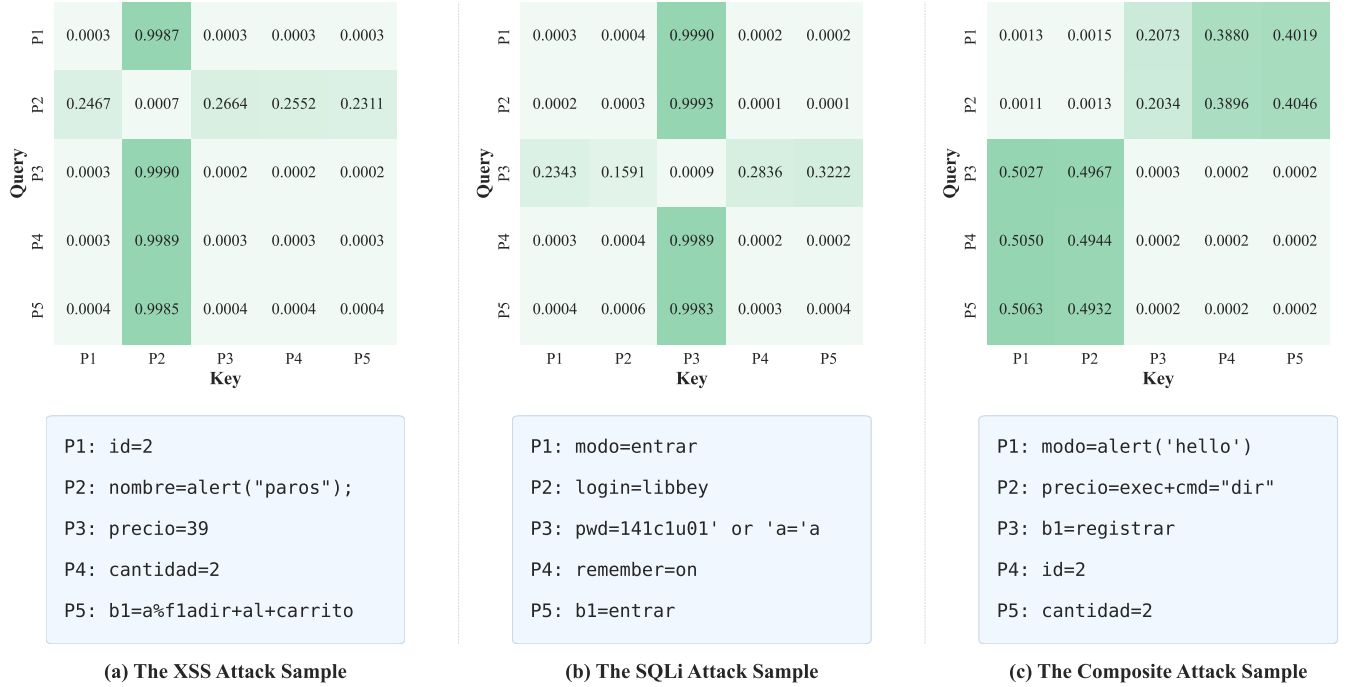 P1 0.0003 0.9987 0.0003 0.0003 0.0003
P2 0.2467 0.0007 0.2664 0.2552 0.2311
P3 0.0003 0.9990 0.0002 0.0002 0.0002
P4 0.0003 0.9989 0.0003 0.0003 0.0003
P5 0.0004 0.9985 0.0004 0.0004 0.0004
Query
P1 P2 P3 P4 P5
Key
P1: id=2
P2: nombre=alert("paros");
P3: precio=39
P4: cantidad=2
P5: b1=a%f1adir+al+carrito
(a) The XSS Attack Sample
P1 0.0003 0.0004 0.9990 0.0002 0.0002
P2 0.0002 0.0003 0.9993 0.0001 0.0001
P3 0.2343 0.1591 0.0009 0.2836 0.3222
P4 0.0003 0.0004 0.9989 0.0002 0.0002
P5 0.0004 0.0006 0.9983 0.0003 0.0004
Query
P1 P2 P3 P4 P5
Key
P1: modo=entrar
P2: login=libbey
P3: pwd=141c1u01' or 'a='a
P4: remember=on
P5: b1=entrar
(b) The SQLi Attack Sample
P1 0.0013 0.0015 0.2073 0.3880 0.4019
P2 0.0011 0.0013 0.2034 0.3896 0.4046
P3 0.5027 0.4967 0.0003 0.0002 0.0002
P4 0.5050 0.4944 0.0002 0.0002 0.0002
P5 0.5063 0.4932 0.0002 0.0002 0.0002
Query
P1 P2 P3 P4 P5
Key
P1: modo=alert('hello')
P2: precio=exec+cmd="dir"
P3: b1=registrar
P4: id=2
P5: cantidad=2
(c) The Composite Attack Sample